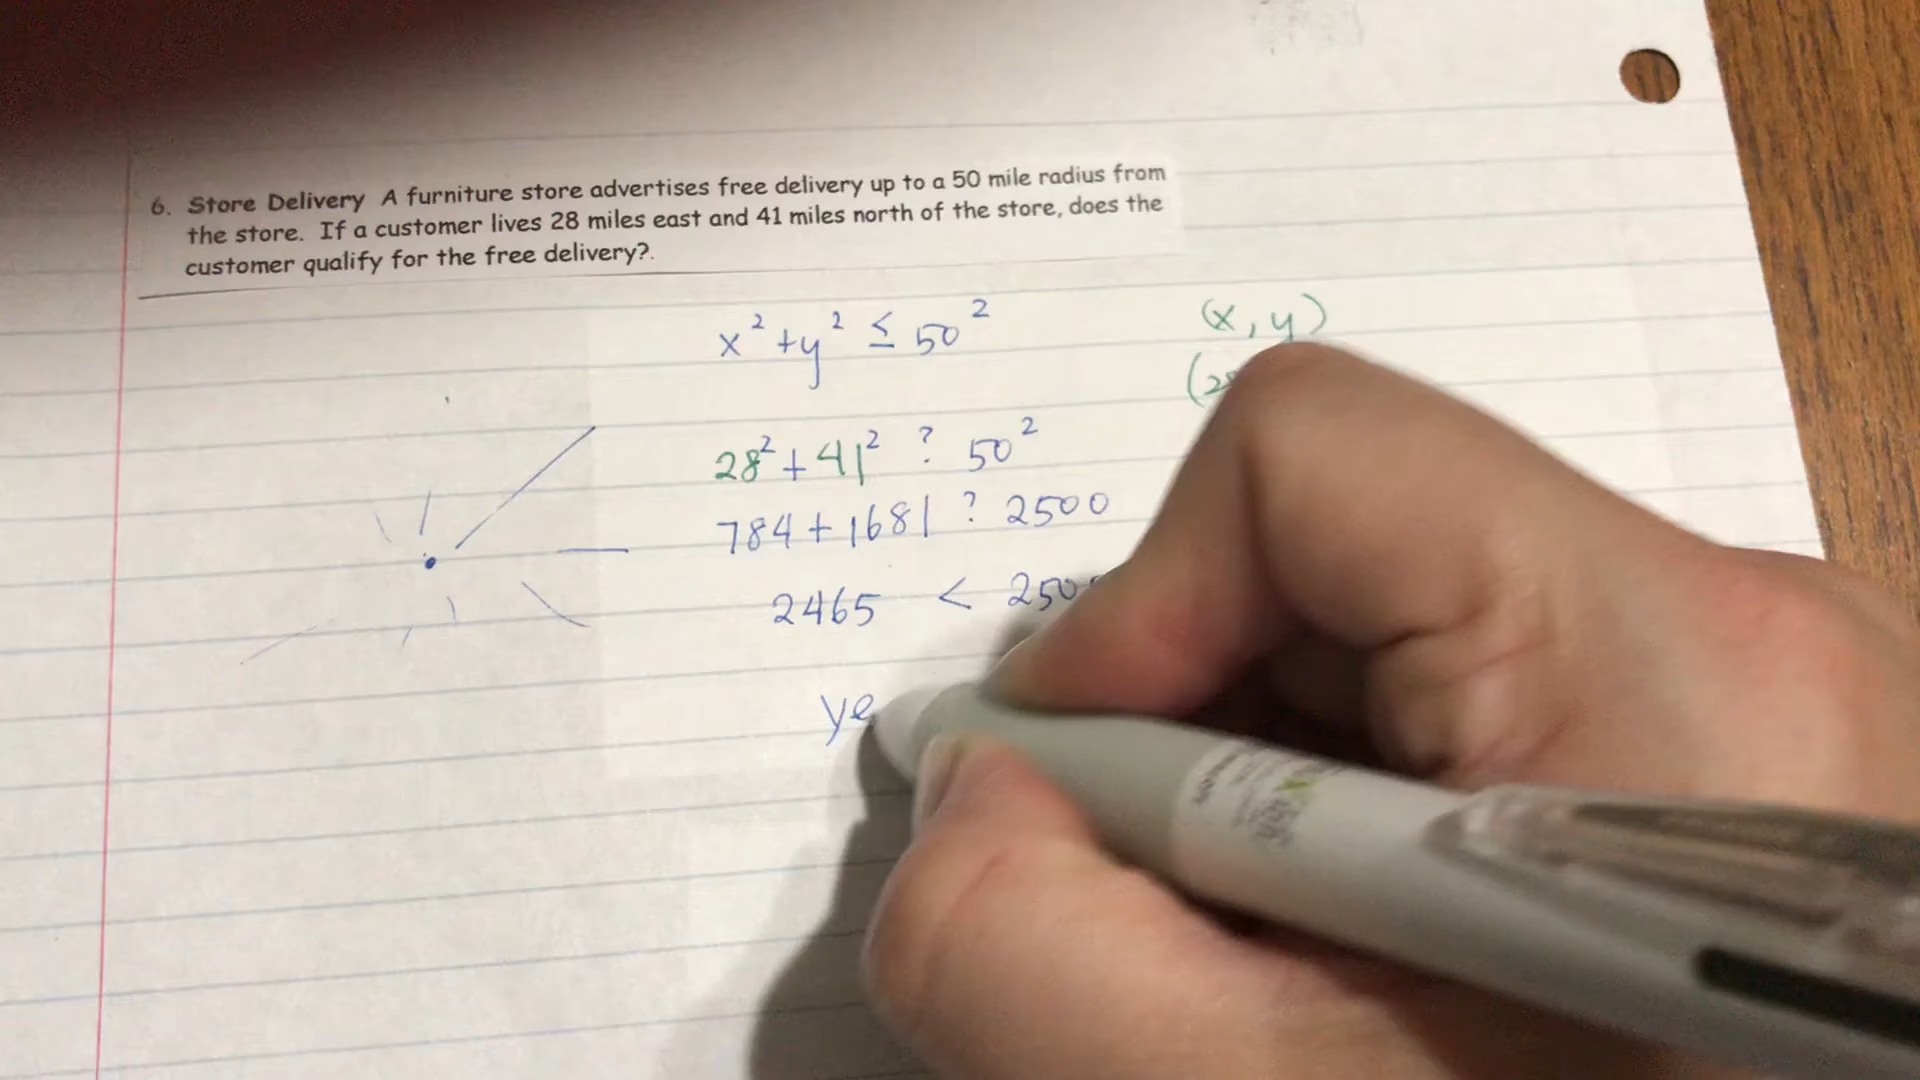 6. Store Delivery A furniture store advertises free delivery up to a 50 mile radius from
the store. If a customer lives 28 miles east and 41 miles north of the store, does the
customer qualify for the free delivery?.
x² + y² ≤ 50²
(x, y)
28² + 41² ? 50²
784 + 1681 ? 2500
2465 < 250
ye